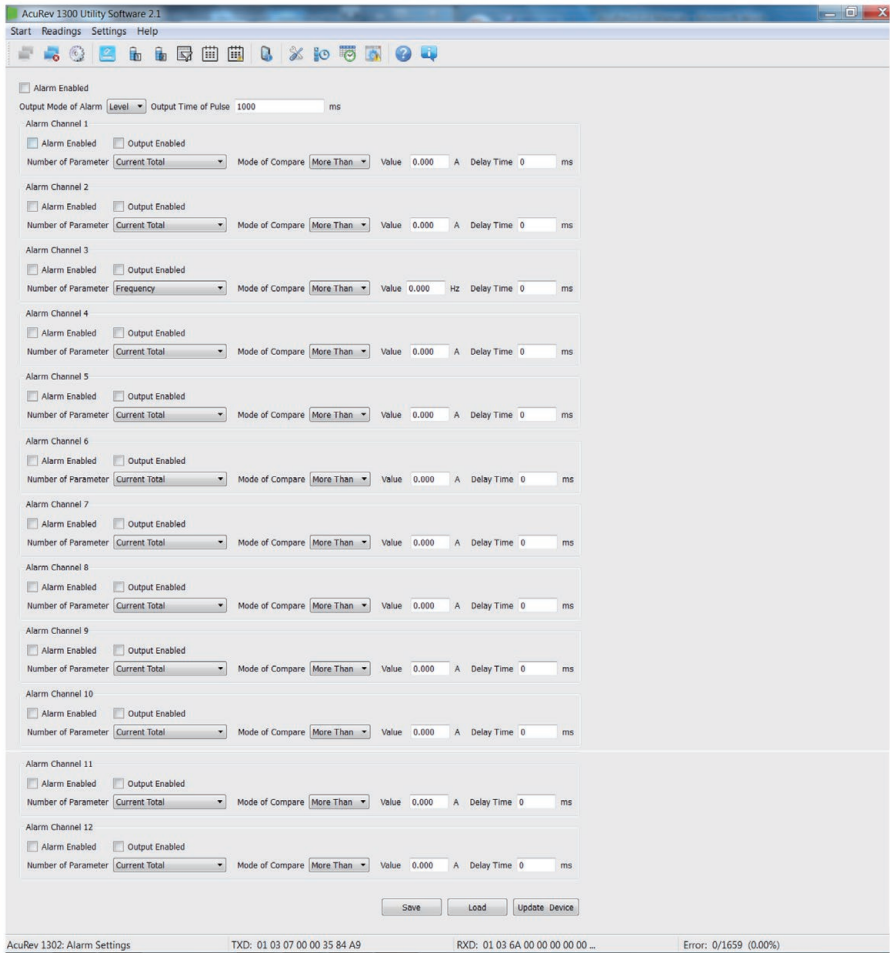 AcuRev 1300 Utility Software 2.1
Start Readings Settings Help
Alarm Enabled
Output Mode of Alarm Level Output Time of Pulse 1000 ms
Alarm Channel 1
Alarm Enabled Output Enabled
Number of Parameter Current Total Mode of Compare More Than Value 0.000 A Delay Time 0 ms
Alarm Channel 2
Alarm Enabled Output Enabled
Number of Parameter Current Total Mode of Compare More Than Value 0.000 A Delay Time 0 ms
Alarm Channel 3
Alarm Enabled Output Enabled
Number of Parameter Frequency Mode of Compare More Than Value 0.000 Hz Delay Time 0 ms
Alarm Channel 4
Alarm Enabled Output Enabled
Number of Parameter Current Total Mode of Compare More Than Value 0.000 A Delay Time 0 ms
Alarm Channel 5
Alarm Enabled Output Enabled
Number of Parameter Current Total Mode of Compare More Than Value 0.000 A Delay Time 0 ms
Alarm Channel 6
Alarm Enabled Output Enabled
Number of Parameter Current Total Mode of Compare More Than Value 0.000 A Delay Time 0 ms
Alarm Channel 7
Alarm Enabled Output Enabled
Number of Parameter Current Total Mode of Compare More Than Value 0.000 A Delay Time 0 ms
Alarm Channel 8
Alarm Enabled Output Enabled
Number of Parameter Current Total Mode of Compare More Than Value 0.000 A Delay Time 0 ms
Alarm Channel 9
Alarm Enabled Output Enabled
Number of Parameter Current Total Mode of Compare More Than Value 0.000 A Delay Time 0 ms
Alarm Channel 10
Alarm Enabled Output Enabled
Number of Parameter Current Total Mode of Compare More Than Value 0.000 A Delay Time 0 ms
Alarm Channel 11
Alarm Enabled Output Enabled
Number of Parameter Current Total Mode of Compare More Than Value 0.000 A Delay Time 0 ms
Alarm Channel 12
Alarm Enabled Output Enabled
Number of Parameter Current Total Mode of Compare More Than Value 0.000 A Delay Time 0 ms
Save Load Update Device
AcuRev 1302: Alarm Settings TXD: 01 03 07 00 00 35 84 A9 RXD: 01 03 6A 00 00 00 00 00 ... Error: 0/1659 (0.00%)